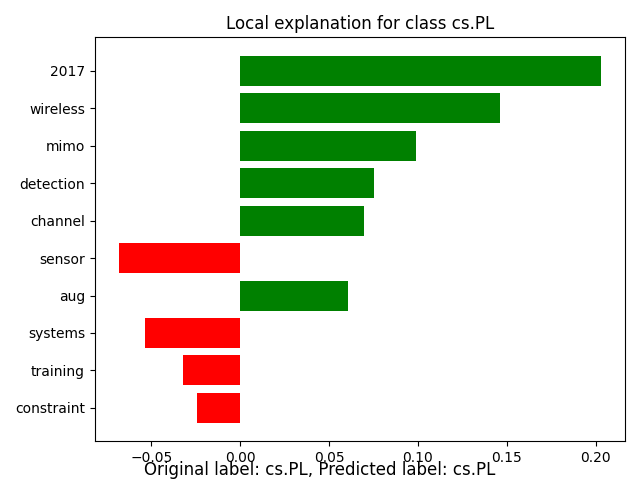 Local explanation for class cs.PL
2017
wireless
mimo
detection
channel
sensor
aug
systems
training
constraint
−0.05 0.00 0.05 0.10 0.15 0.20
Original label: cs.PL, Predicted label: cs.PL